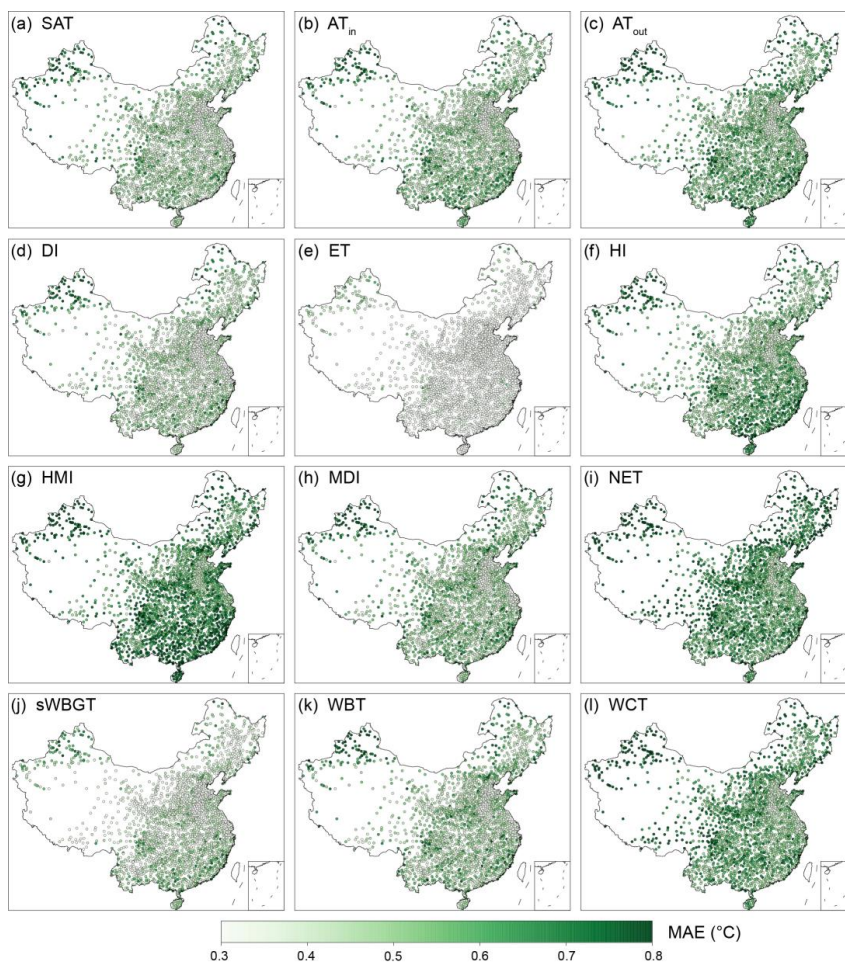 (a) SAT
(b) AT_in
(c) AT_out
(d) DI
(e) ET
(f) HI
(g) HMI
(h) MDI
(i) NET
(j) sWBGT
(k) WBT
(l) WCT
0.3 0.4 0.5 0.6 0.7 0.8 MAE (°C)